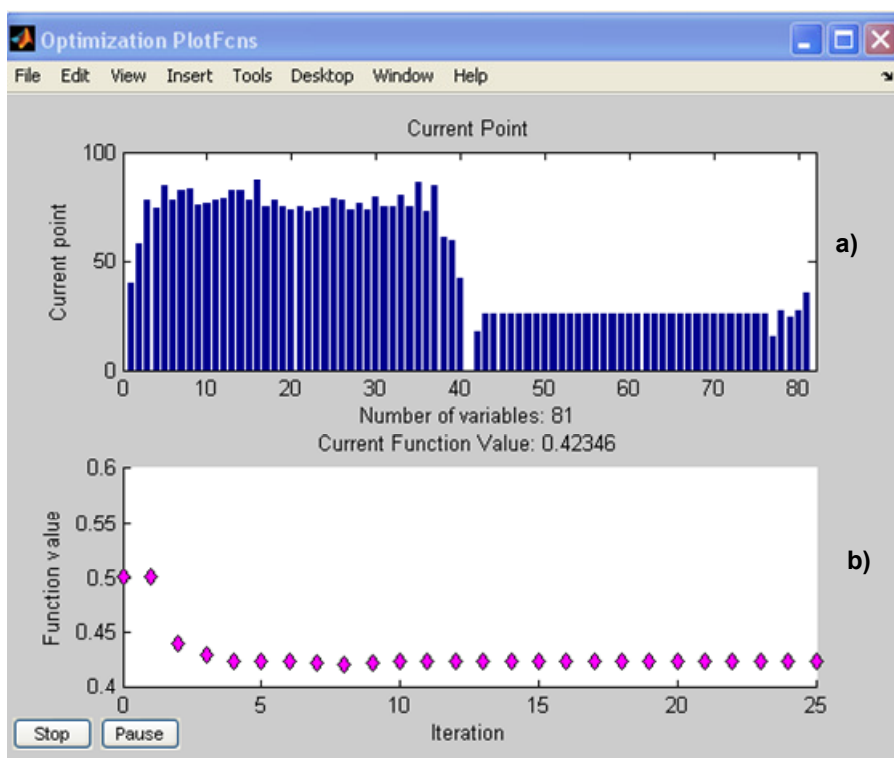 Optimization PlotFcns
File Edit View Insert Tools Desktop Window Help
Current Point
100
50
0
Current point
a)
0 10 20 30 40 50 60 70 80
Number of variables: 81
Current Function Value: 0.42346
0.6
0.55
0.5
0.45
0.4
Function value
b)
0 5 10 15 20 25
Iteration
Stop Pause